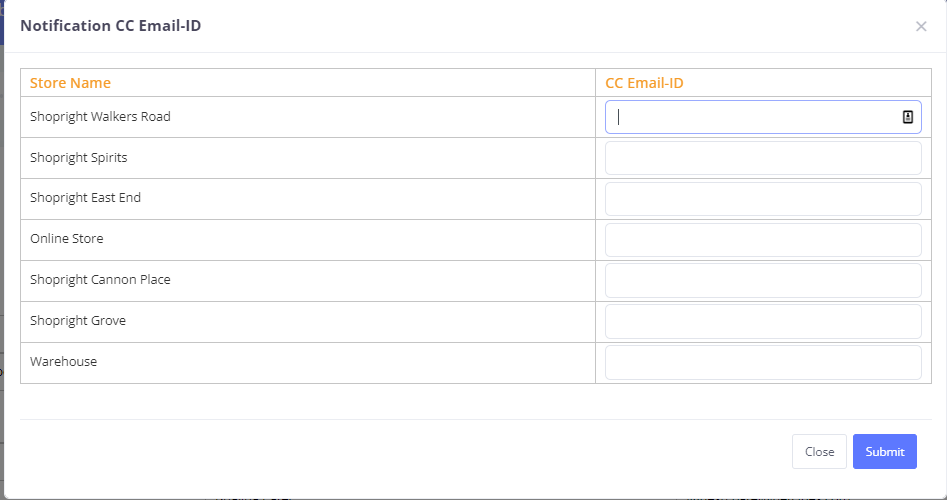 Notification CC Email-ID
Store Name CC Email-ID
Shopright Walkers Road
Shopright Spirits
Shopright East End
Online Store
Shopright Cannon Place
Shopright Grove
Warehouse
Close Submit